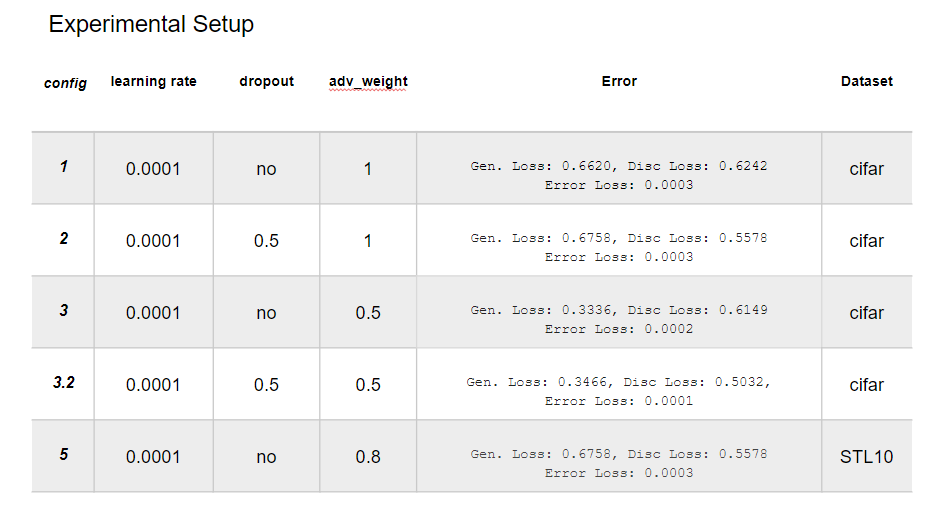 Experimental Setup
config learning rate dropout adv_weight Error Dataset
1 0.0001 no 1 Gen. Loss: 0.6620, Disc Loss: 0.6242 cifar
Error Loss: 0.0003
2 0.0001 0.5 1 Gen. Loss: 0.6758, Disc Loss: 0.5578 cifar
Error Loss: 0.0003
3 0.0001 no 0.5 Gen. Loss: 0.3336, Disc Loss: 0.6149 cifar
Error Loss: 0.0002
3.2 0.0001 0.5 0.5 Gen. Loss: 0.3466, Disc Loss: 0.5032, cifar
Error Loss: 0.0001
5 0.0001 no 0.8 Gen. Loss: 0.6758, Disc Loss: 0.5578 STL10
Error Loss: 0.0003